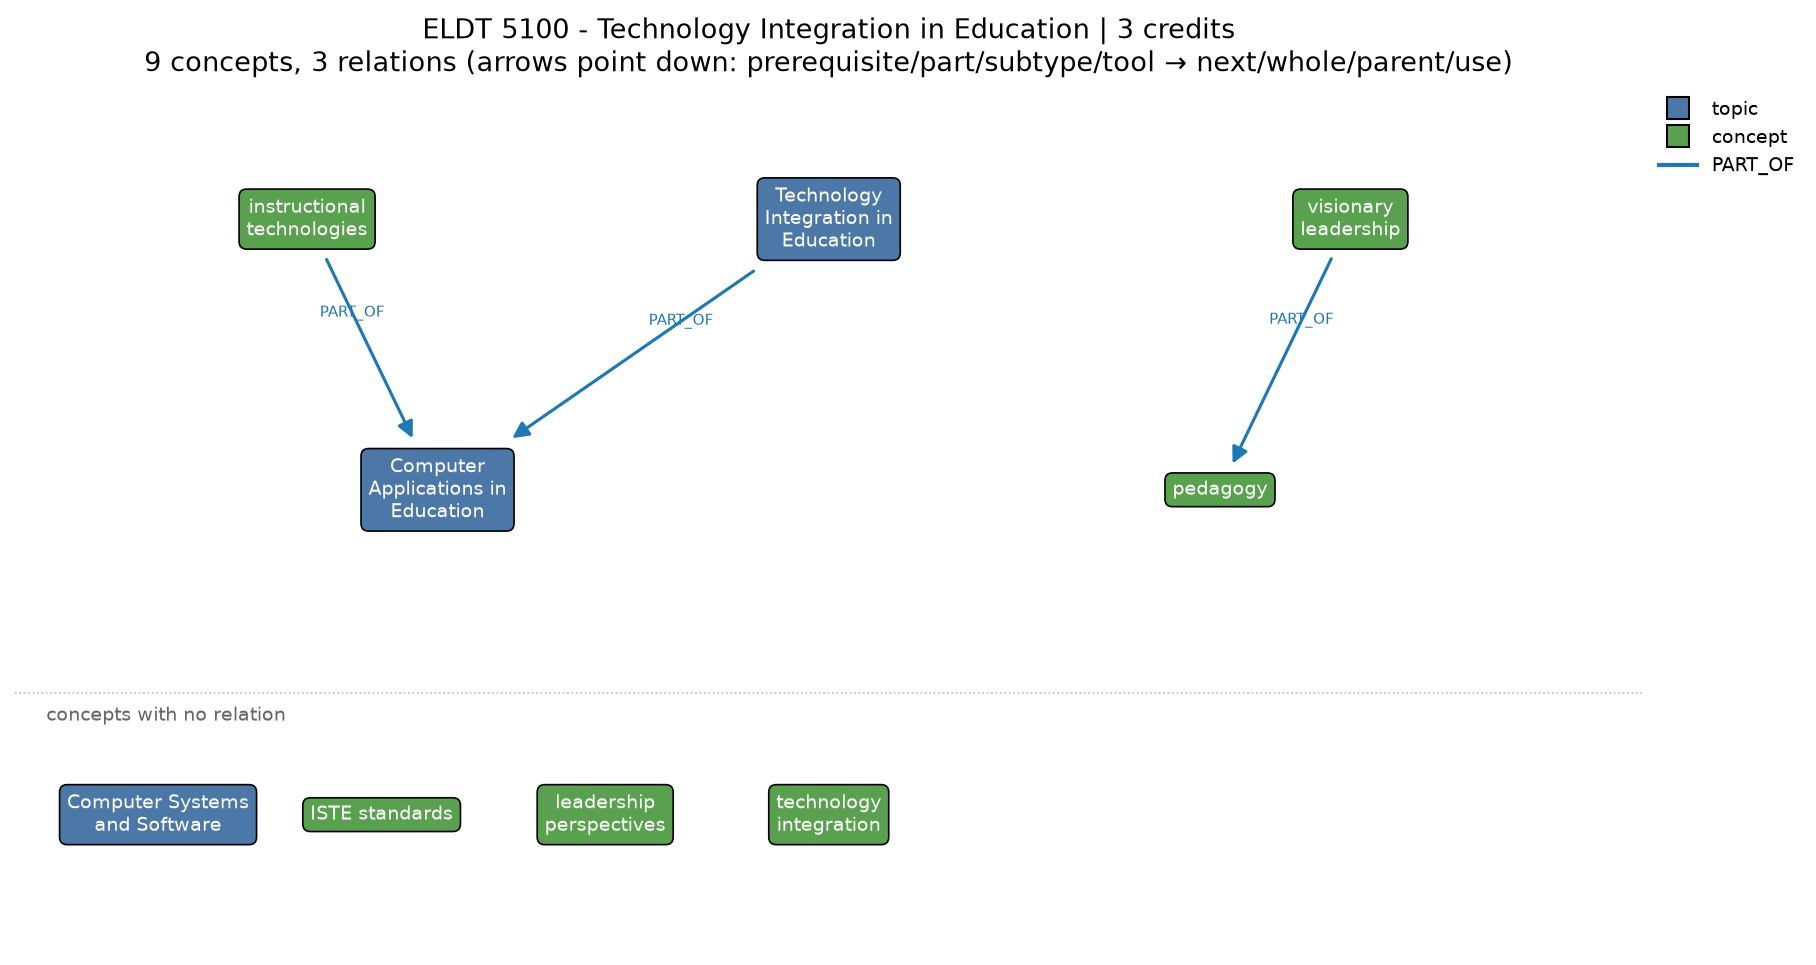 ELDT 5100 - Technology Integration in Education | 3 credits
9 concepts, 3 relations (arrows point down: prerequisite/part/subtype/tool → next/whole/parent/use)
topic
concept
PART_OF
instructional
technologies
Technology
Integration in
Education
visionary
leadership
PART_OF
PART_OF
PART_OF
Computer
Applications in
Education
pedagogy
concepts with no relation
Computer Systems
and Software
ISTE standards
leadership
perspectives
technology
integration